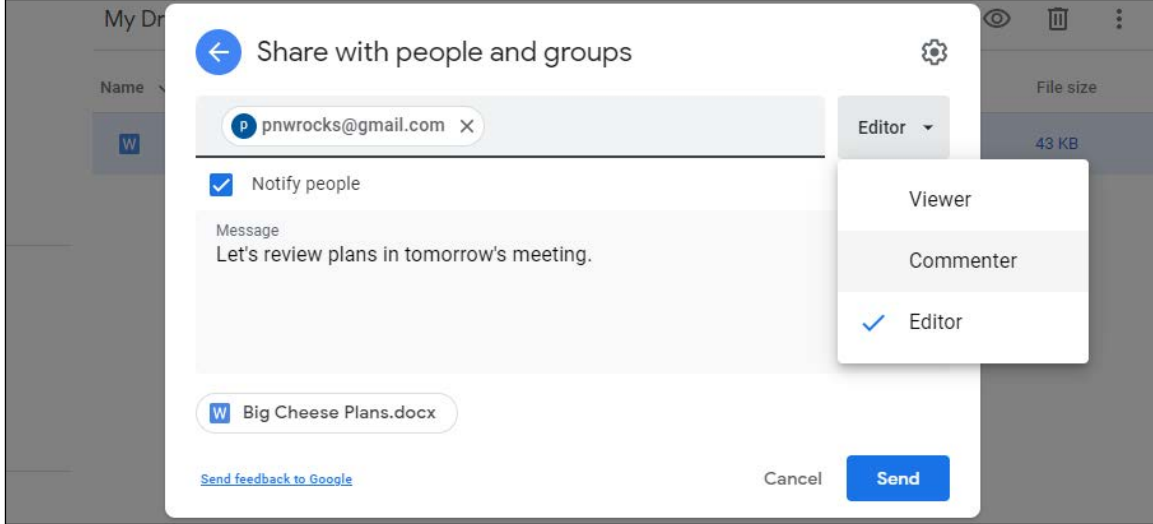 My Dr
Share with people and groups
Name
File size
P pnwrocks@gmail.com
Editor
W
43 KB
Notify people
Viewer
Message
Let's review plans in tomorrow's meeting.
Commenter
Editor
W Big Cheese Plans.docx
Send feedback to Google
Cancel
Send